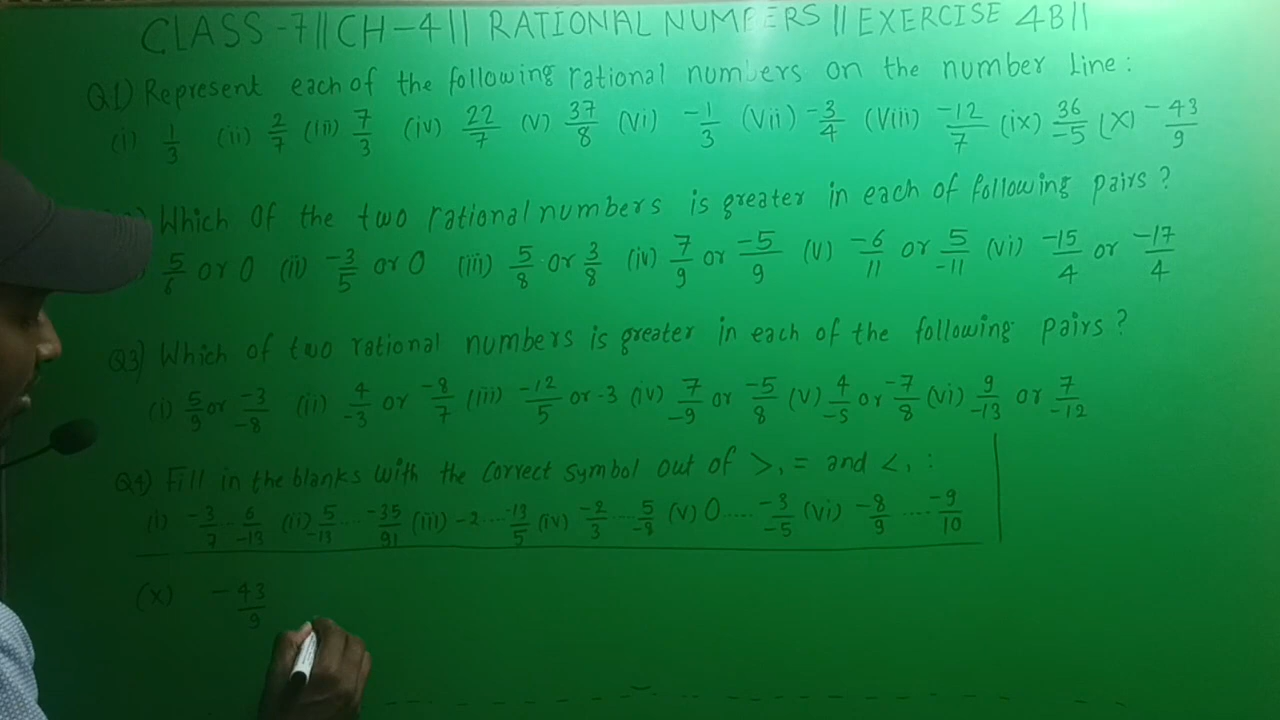 CLASS -7 || CH-4 || RATIONAL NUMBERS || EXERCISE 4B ||
Q1) Represent each of the following rational numbers on the number line:
(i) 1/3 (ii) 2/7 (iii) 7/3 (iv) 22/7 (v) 37/8 (vi) -1/3 (vii) -3/4 (viii) -12/7 (ix) 36/-5 (x) -43/9
Which of the two rational numbers is greater in each of following pairs?
5/6 or 0 (ii) -3/5 or 0 (iii) 5/8 or 3/8 (iv) 7/9 or -5/9 (v) -6/11 or 5/-11 (vi) -15/4 or -17/4
Q3) Which of two rational numbers is greater in each of the following pairs?
(i) 5/9 or -3/-8 (ii) 4/-3 or -8/7 (iii) -12/5 or -3 (iv) 7/-9 or -5/8 (v) 4/-5 or -7/8 (vi) 9/-13 or 7/-12
Q4) Fill in the blanks with the correct symbol out of >, = and <, :
(i) -3/7 ... 6/-13 (ii) 5/-13 .... -35/91 (iii) -2 .... -13/5 (iv) -2/3 ..... 5/-8 (v) 0 ..... -3/-5 (vi) -8/9 ..... -9/10
(x) -43/9